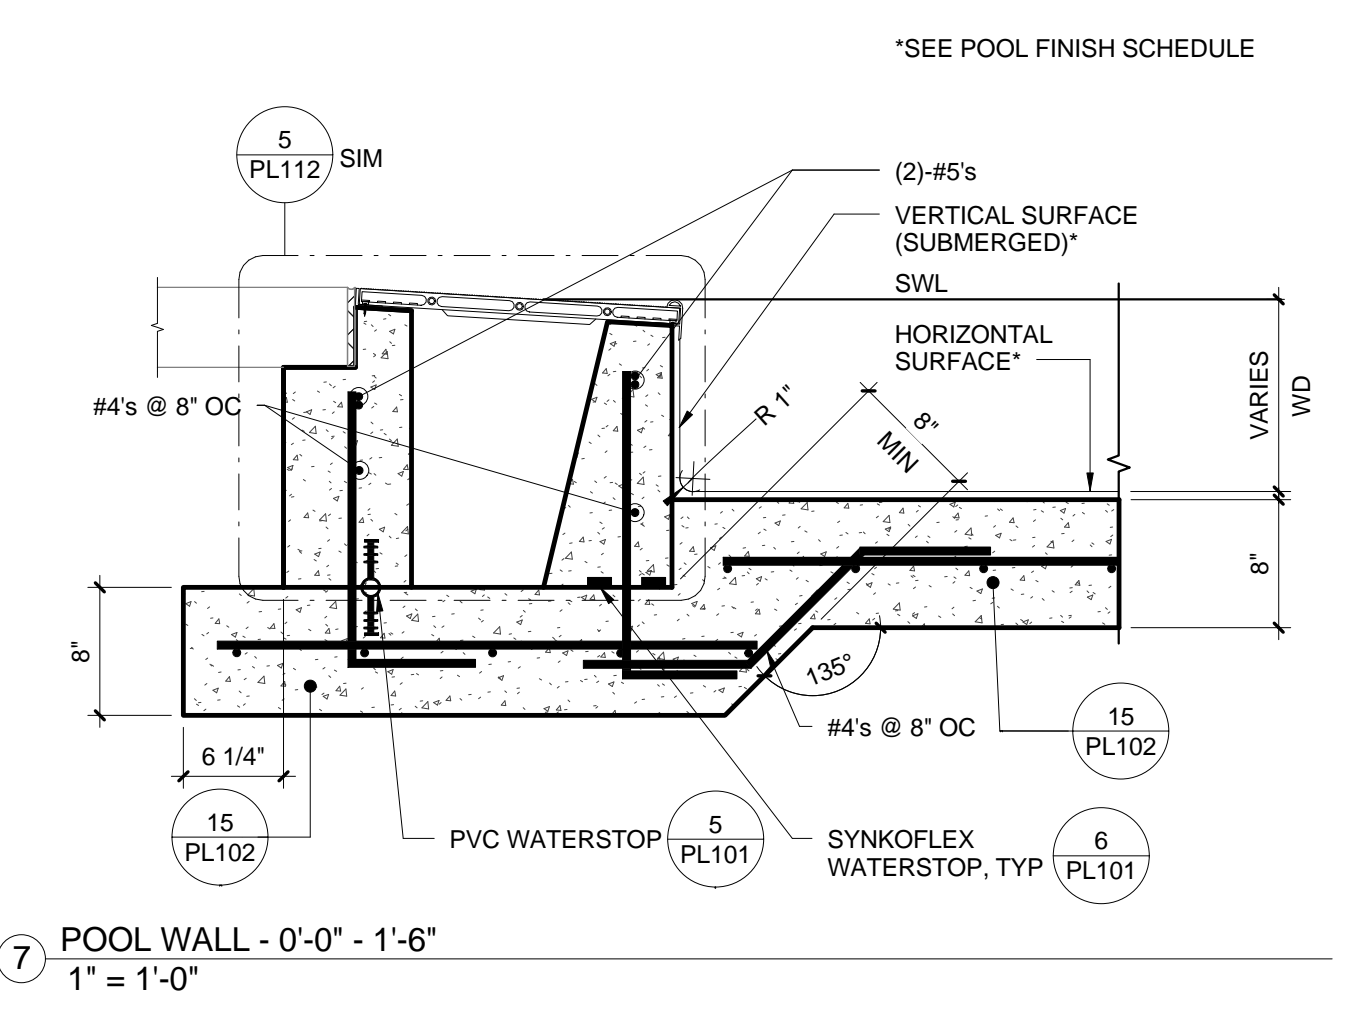 *SEE POOL FINISH SCHEDULE
5
PL112
SIM
(2)-#5's
VERTICAL SURFACE
(SUBMERGED)*
SWL
HORIZONTAL
SURFACE*
#4's @ 8" OC
R 1"
8"
MIN
VARIES
WD
8"
8"
135°
6 1/4"
#4's @ 8" OC
15
PL102
15
PL102
PVC WATERSTOP
5
PL101
SYNKOFLEX
WATERSTOP, TYP
6
PL101
7
POOL WALL - 0'-0" - 1'-6"
1" = 1'-0"